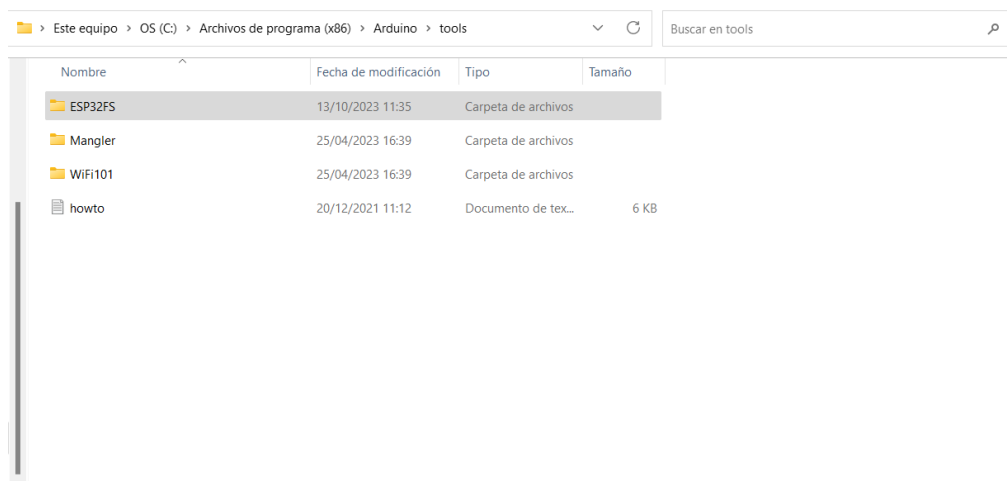 Este equipo > OS (C:) > Archivos de programa (x86) > Arduino > tools Buscar en tools
Nombre Fecha de modificación Tipo Tamaño
ESP32FS 13/10/2023 11:35 Carpeta de archivos
Mangler 25/04/2023 16:39 Carpeta de archivos
WiFi101 25/04/2023 16:39 Carpeta de archivos
howto 20/12/2021 11:12 Documento de tex... 6 KB